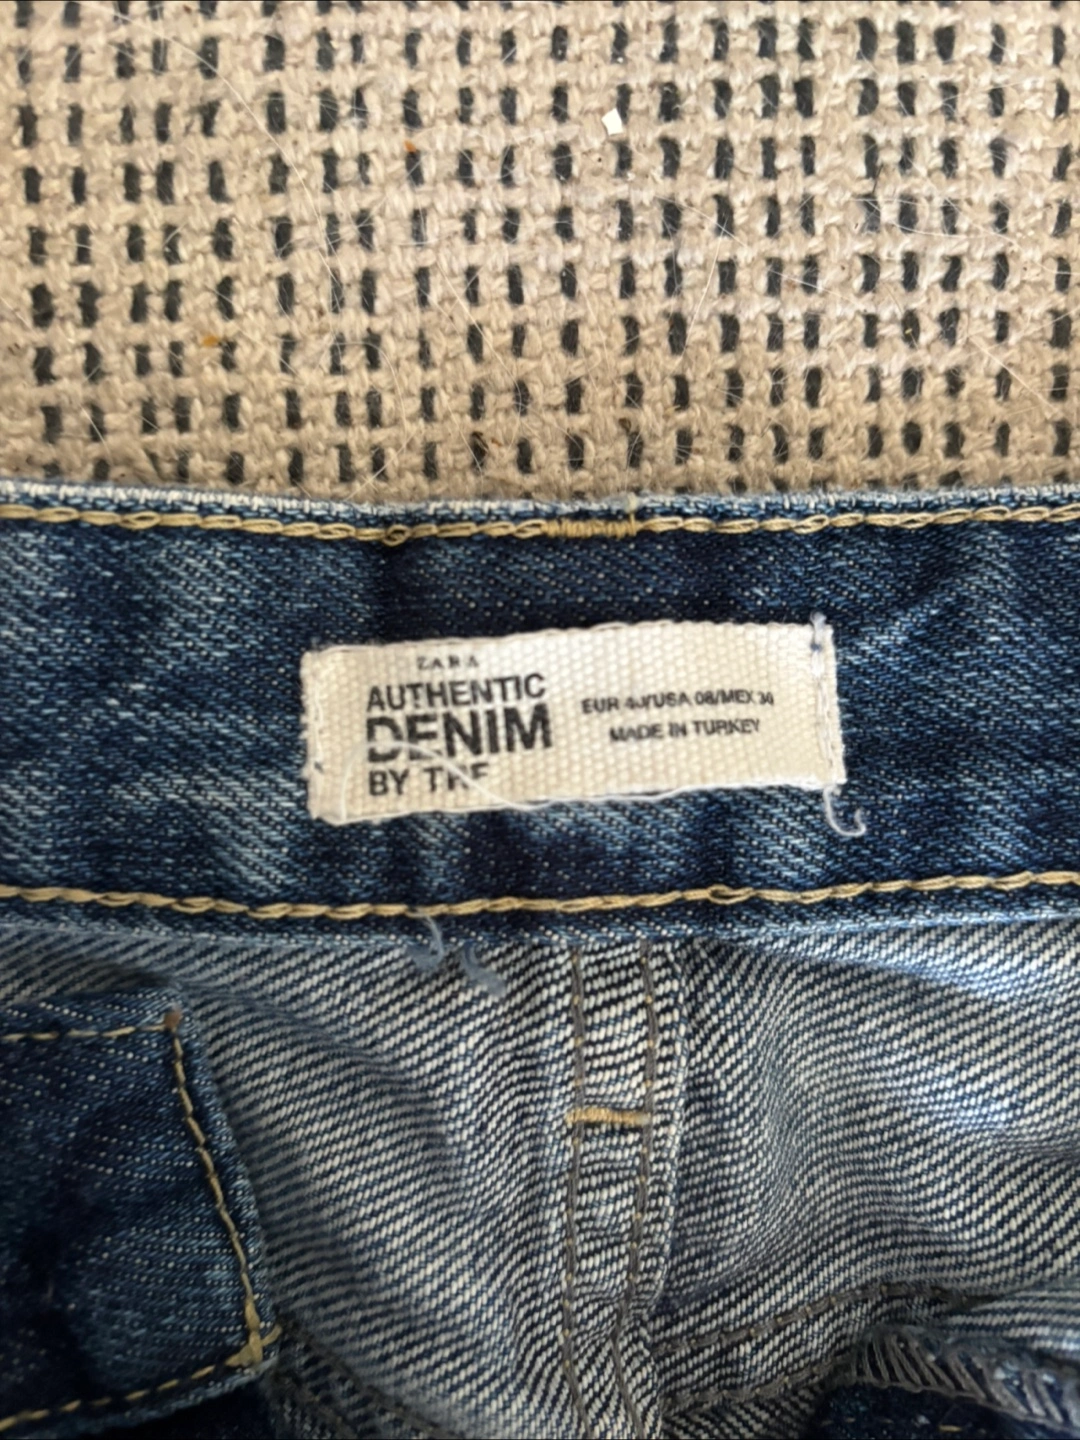 ZARA
AUTHENTIC
DENIM
BY TRF
EUR 40/USA 08/MEX 30
MADE IN TURKEY